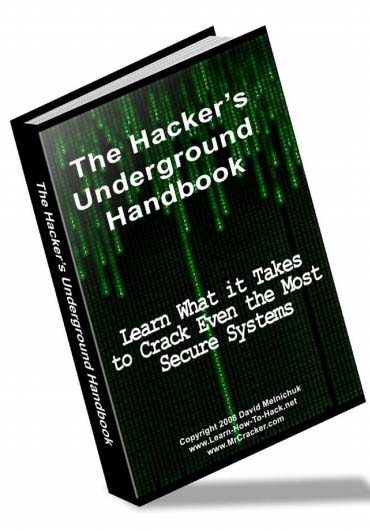 The Hacker's
Underground
Handbook
Learn What it Takes
to Crack Even the Most
Secure Systems
Copyright 2008 David Melnichuk
www.Learn-How-To-Hack.net
www.MrCracker.com
The Hacker's Underground Handbook